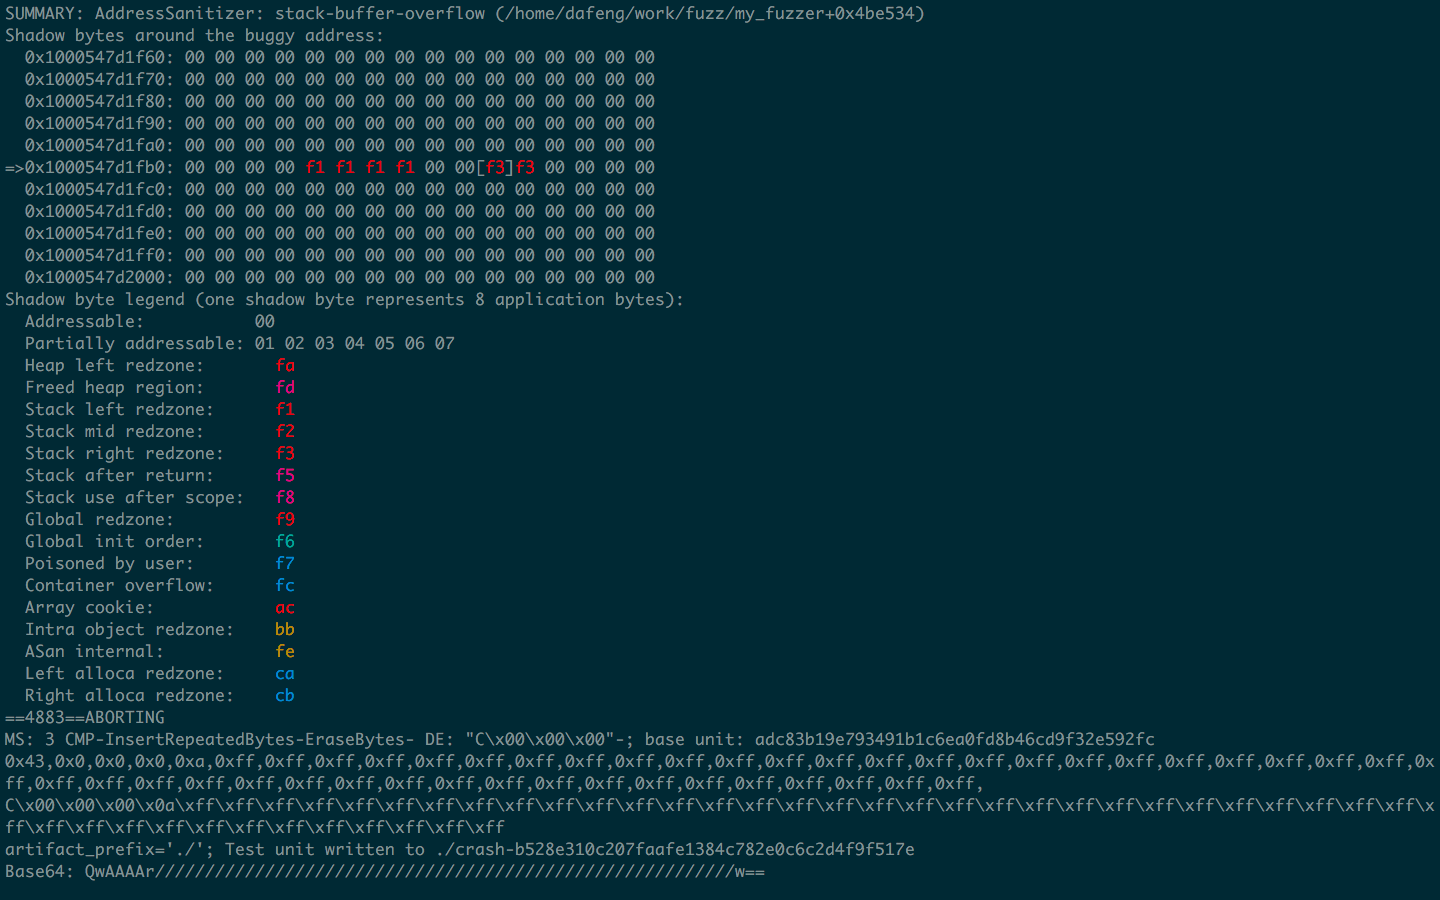 SUMMARY: AddressSanitizer: stack-buffer-overflow (/home/dafeng/work/fuzz/my_fuzzer+0x4be534)
Shadow bytes around the buggy address:
  0x1000547d1f60: 00 00 00 00 00 00 00 00 00 00 00 00 00 00 00 00
  0x1000547d1f70: 00 00 00 00 00 00 00 00 00 00 00 00 00 00 00 00
  0x1000547d1f80: 00 00 00 00 00 00 00 00 00 00 00 00 00 00 00 00
  0x1000547d1f90: 00 00 00 00 00 00 00 00 00 00 00 00 00 00 00 00
  0x1000547d1fa0: 00 00 00 00 00 00 00 00 00 00 00 00 00 00 00 00
=>0x1000547d1fb0: 00 00 00 00 f1 f1 f1 f1 00 00[f3]f3 00 00 00 00
  0x1000547d1fc0: 00 00 00 00 00 00 00 00 00 00 00 00 00 00 00 00
  0x1000547d1fd0: 00 00 00 00 00 00 00 00 00 00 00 00 00 00 00 00
  0x1000547d1fe0: 00 00 00 00 00 00 00 00 00 00 00 00 00 00 00 00
  0x1000547d1ff0: 00 00 00 00 00 00 00 00 00 00 00 00 00 00 00 00
  0x1000547d2000: 00 00 00 00 00 00 00 00 00 00 00 00 00 00 00 00
Shadow byte legend (one shadow byte represents 8 application bytes):
  Addressable:           00
  Partially addressable: 01 02 03 04 05 06 07
  Heap left redzone:       fa
  Freed heap region:       fd
  Stack left redzone:      f1
  Stack mid redzone:       f2
  Stack right redzone:     f3
  Stack after return:      f5
  Stack use after scope:   f8
  Global redzone:          f9
  Global init order:       f6
  Poisoned by user:        f7
  Container overflow:      fc
  Array cookie:            ac
  Intra object redzone:    bb
  ASan internal:           fe
  Left alloca redzone:     ca
  Right alloca redzone:    cb
==4883==ABORTING
MS: 3 CMP-InsertRepeatedBytes-EraseBytes- DE: "C\x00\x00\x00"-; base unit: adc83b19e793491b1c6ea0fd8b46cd9f32e592fc
0x43,0x0,0x0,0x0,0xa,0xff,0xff,0xff,0xff,0xff,0xff,0xff,0xff,0xff,0xff,0xff,0xff,0xff,0xff,0xff,0xff,0xff,0xff,0xff,0xff,0xff,0xff,0xff,0xff,0x
ff,0xff,0xff,0xff,0xff,0xff,0xff,0xff,0xff,0xff,0xff,0xff,0xff,0xff,0xff,0xff,0xff,0xff,0xff,0xff,
C\x00\x00\x00\x0a\xff\xff\xff\xff\xff\xff\xff\xff\xff\xff\xff\xff\xff\xff\xff\xff\xff\xff\xff\xff\xff\xff\xff\xff\xff\xff\xff\xff\xff\xff\xff\x
ff\xff\xff\xff\xff\xff\xff\xff\xff\xff\xff\xff\xff
artifact_prefix='./'; Test unit written to ./crash-b528e310c207faafe1384c782e0c6c2d4f9f517e
Base64: QwAAAAr//////////////////////////////////////////////////////////w==